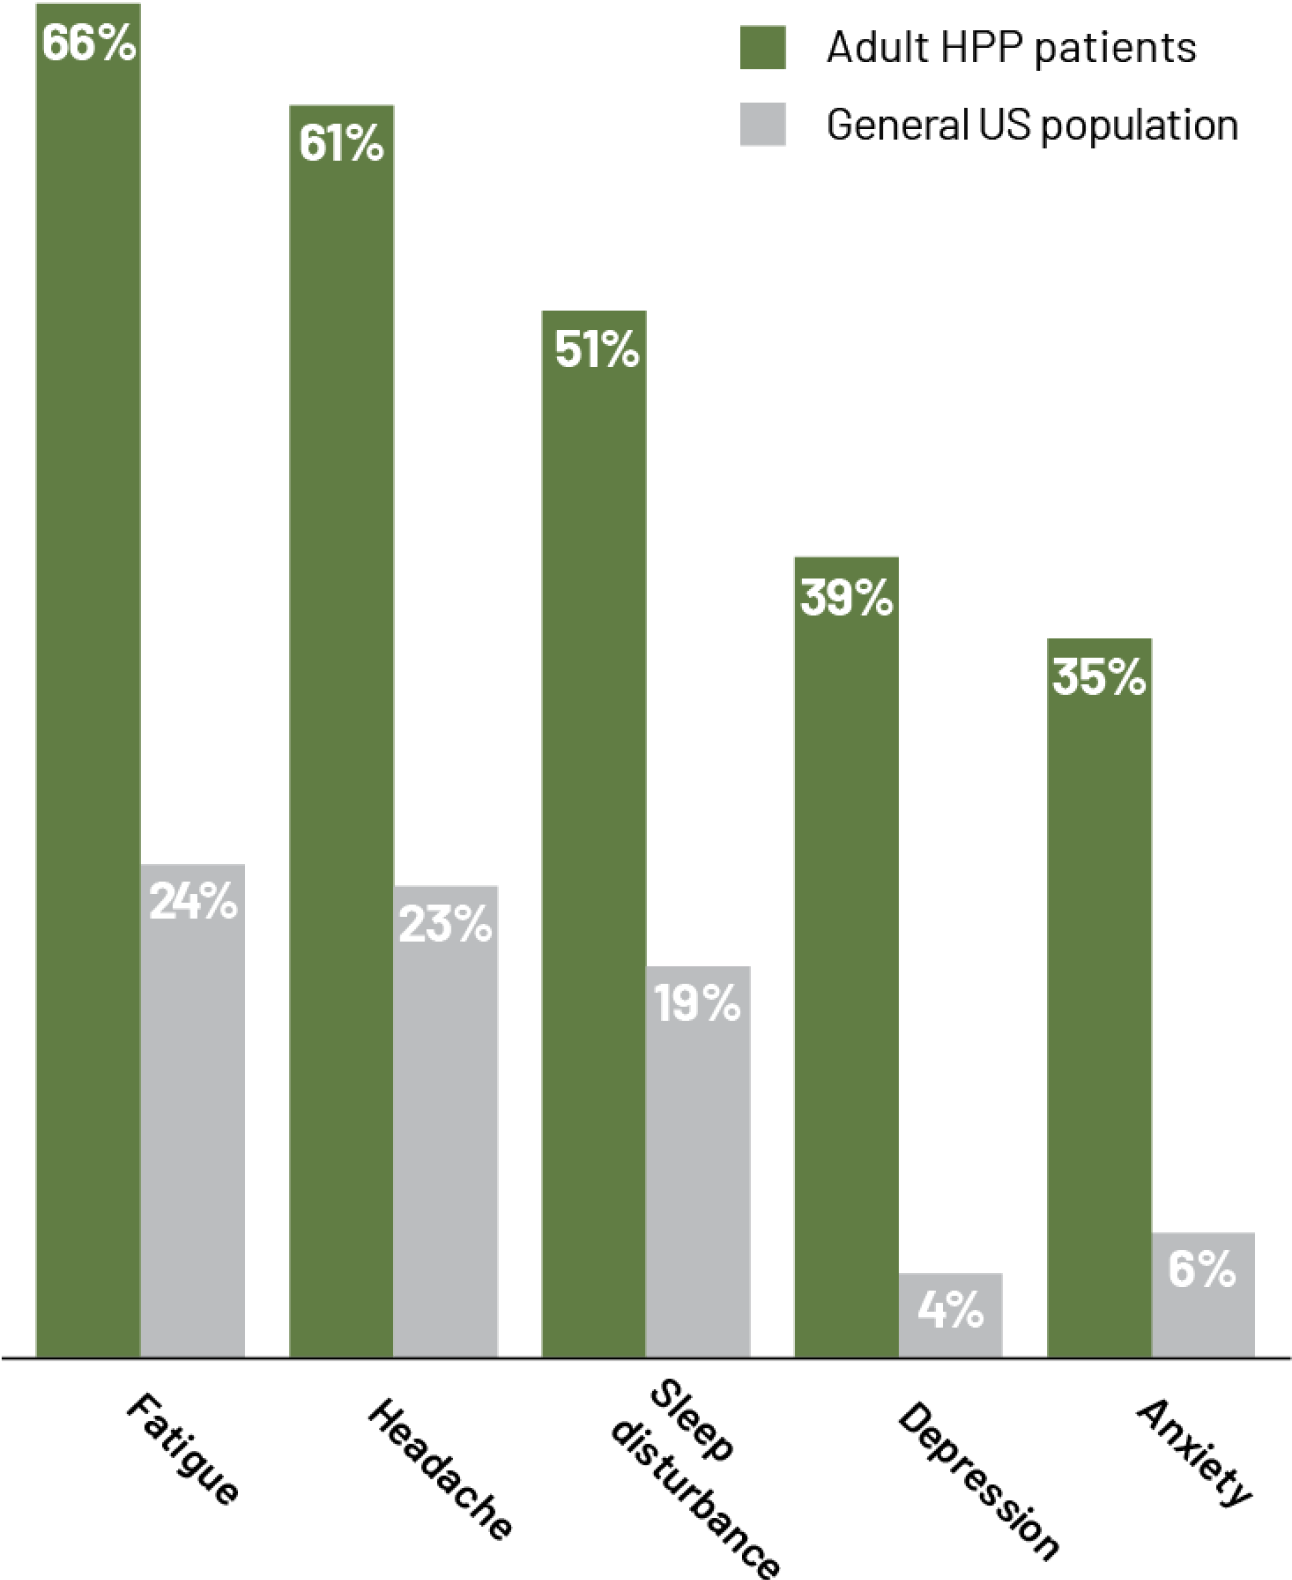 66%
Adult HPP patients
General US population
61%
51%
39%
35%
24%
23%
19%
4%
6%
Fatigue
Headache
Sleep
disturbance
Depression
Anxiety